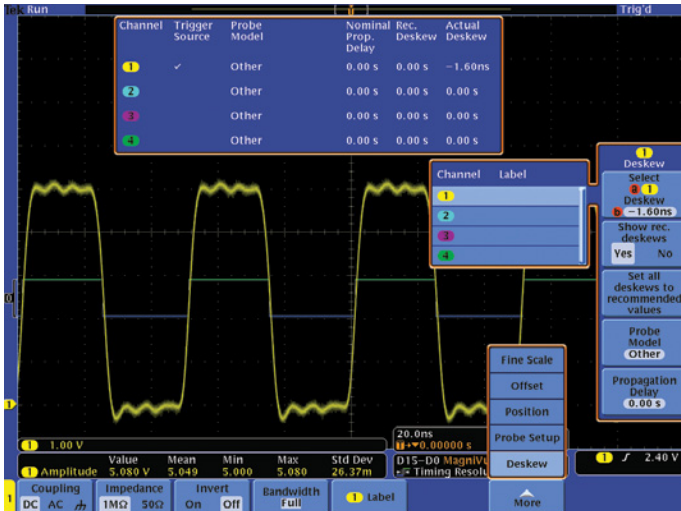 Tek Run Trig'd
Channel Trigger Source Probe Model Nominal Prop. Delay Rec. Deskew Actual Deskew
1 ✓ Other 0.00 s 0.00 s −1.60ns
2 Other 0.00 s 0.00 s 0.00 s
3 Other 0.00 s 0.00 s 0.00 s
4 Other 0.00 s 0.00 s 0.00 s
Channel Label
1
2
3
4
1
Deskew
Select
a 1
Deskew
b −1.60ns
Show rec.
deskews
Yes No
Set all
deskews to
recommended
values
Probe
Model
Other
Propagation
Delay
0.00 s
Fine Scale
Offset
Position
Probe Setup
Deskew
1
1 1.00 V
20.0ns
0.00000 s
Value Mean Min Max Std Dev
1 Amplitude 5.080 V 5.049 5.000 5.080 26.37m
D15-D0
Timing
1 2.40 V
1
Coupling
DC AC
Impedance
1MΩ 50Ω
Invert
On Off
Bandwidth
Full
1 Label
More